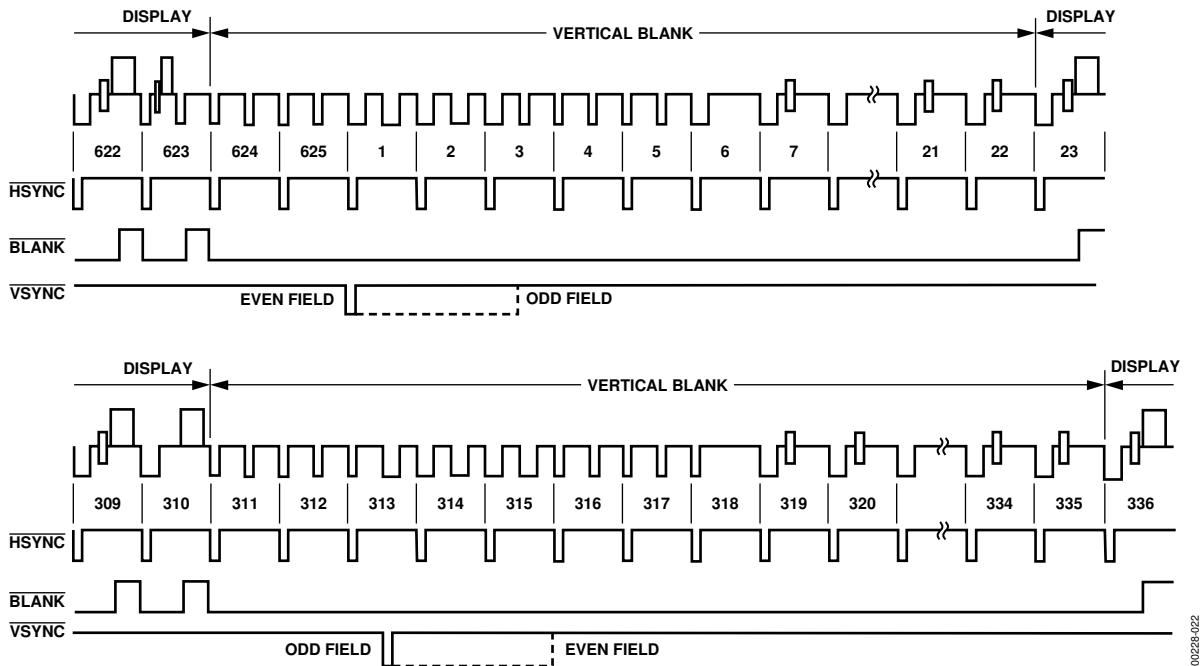 DISPLAY VERTICAL BLANK DISPLAY
622 623 624 625 1 2 3 4 5 6 7 21 22 23
HSYNC
BLANK
VSYNC
EVEN FIELD ODD FIELD
DISPLAY VERTICAL BLANK DISPLAY
309 310 311 312 313 314 315 316 317 318 319 320 334 335 336
HSYNC
BLANK
VSYNC
ODD FIELD EVEN FIELD
00228-022